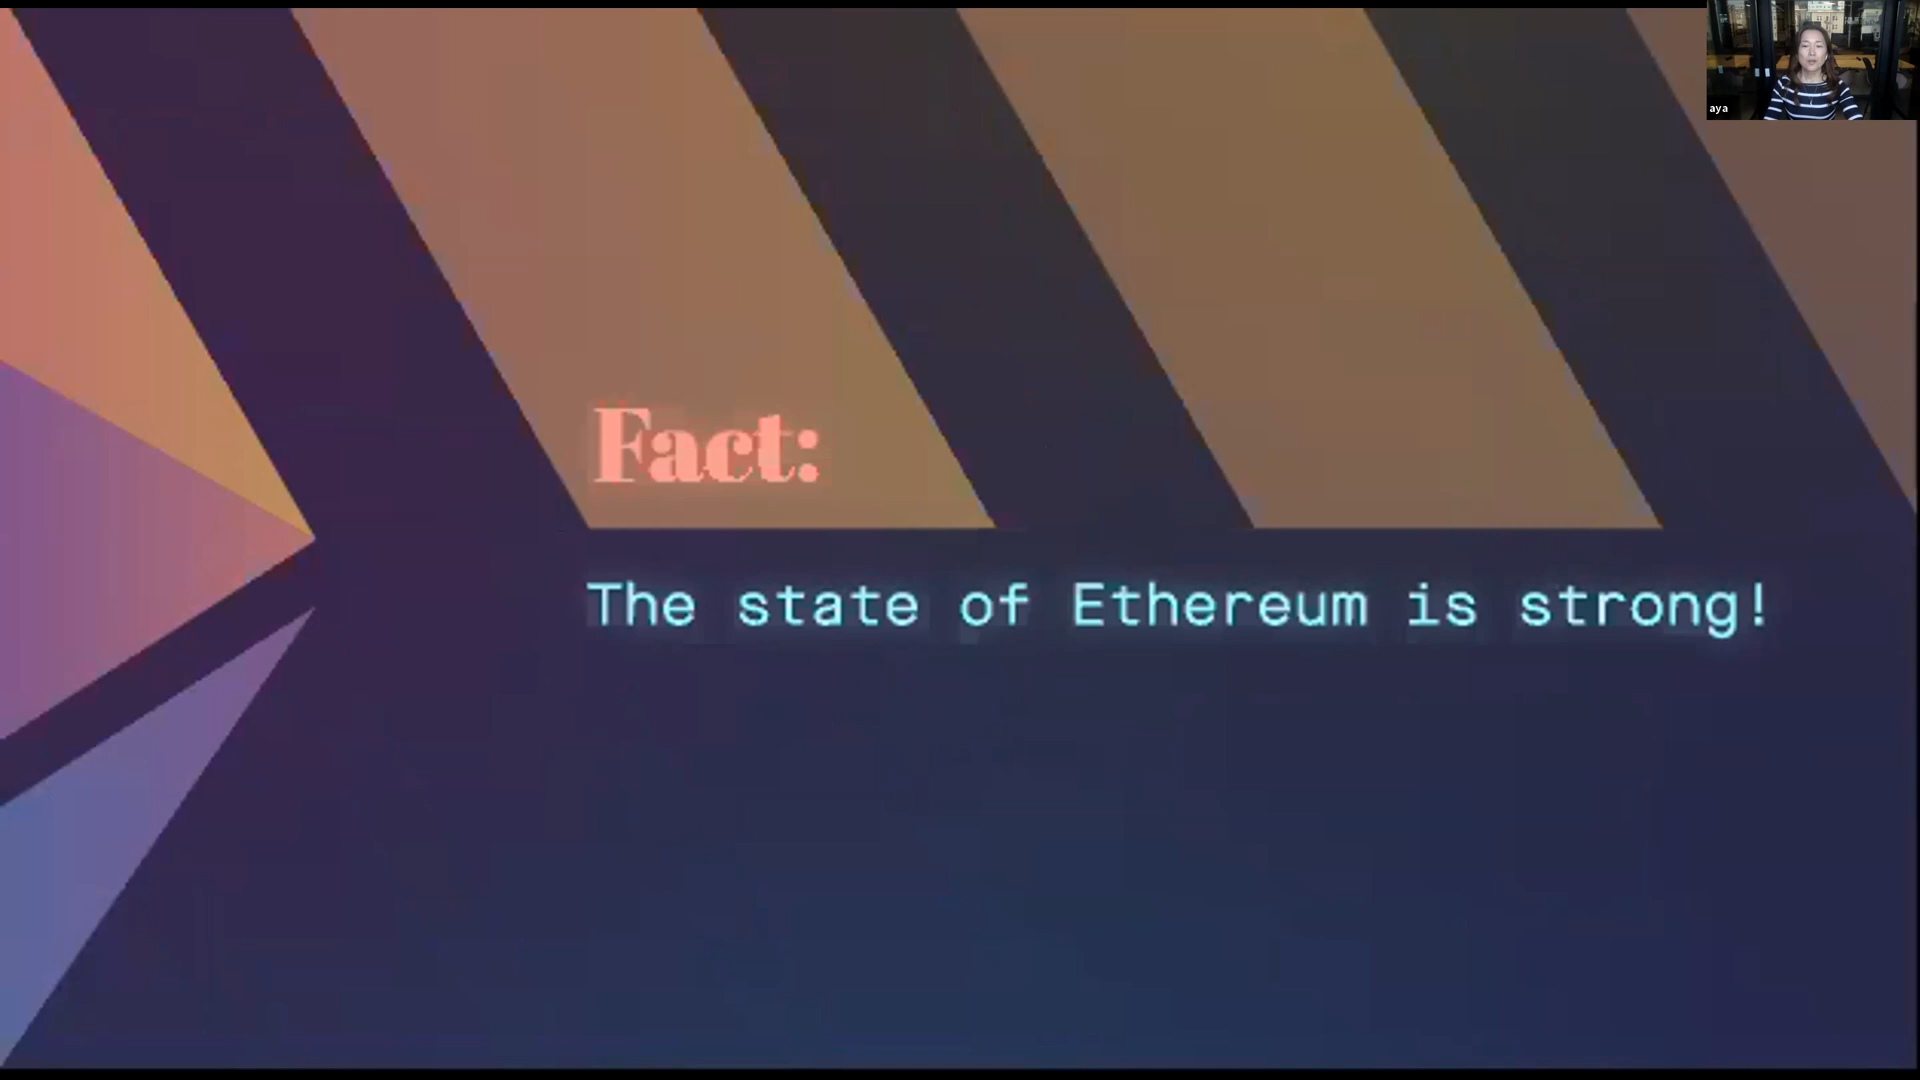 aya
Fact:
The state of Ethereum is strong!